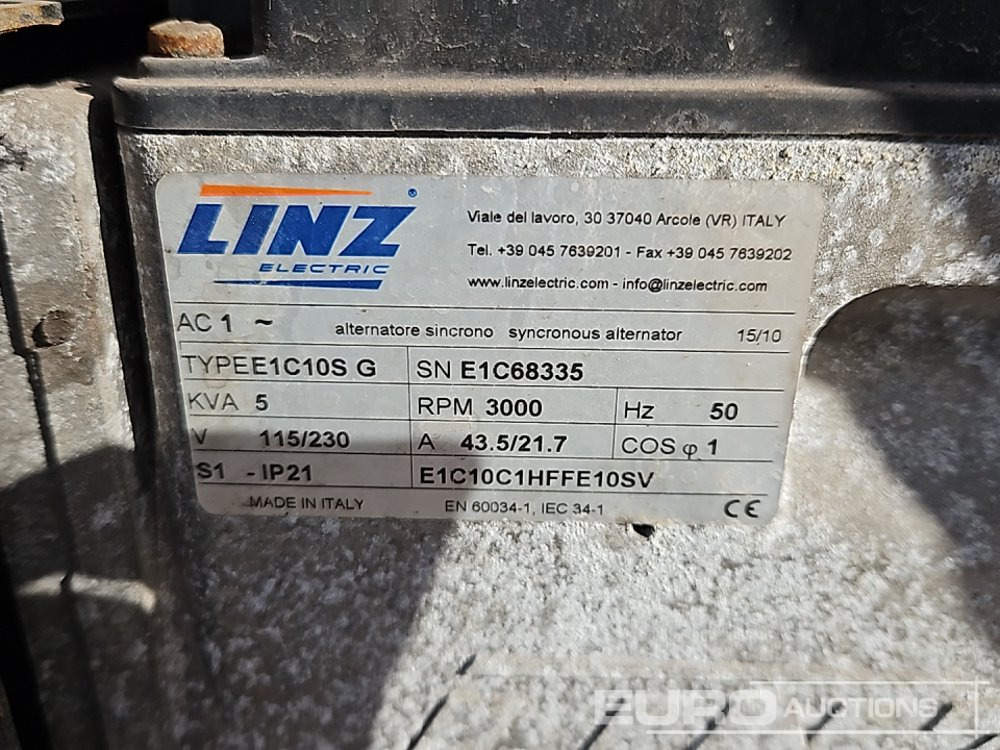 LINZ®
ELECTRIC
Viale del lavoro, 30 37040 Arcole (VR) ITALY
Tel. +39 045 7639201 - Fax +39 045 7639202
www.linzelectric.com - info@linzelectric.com
AC 1 ~ alternatore sincrono syncronous alternator 15/10
TYPE E1C10S G SN E1C68335
KVA 5 RPM 3000 Hz 50
V 115/230 A 43.5/21.7 COS φ 1
S1 - IP21 E1C10C1HFFE10SV
MADE IN ITALY EN 60034-1, IEC 34-1 CE
EURO AUCTIONS